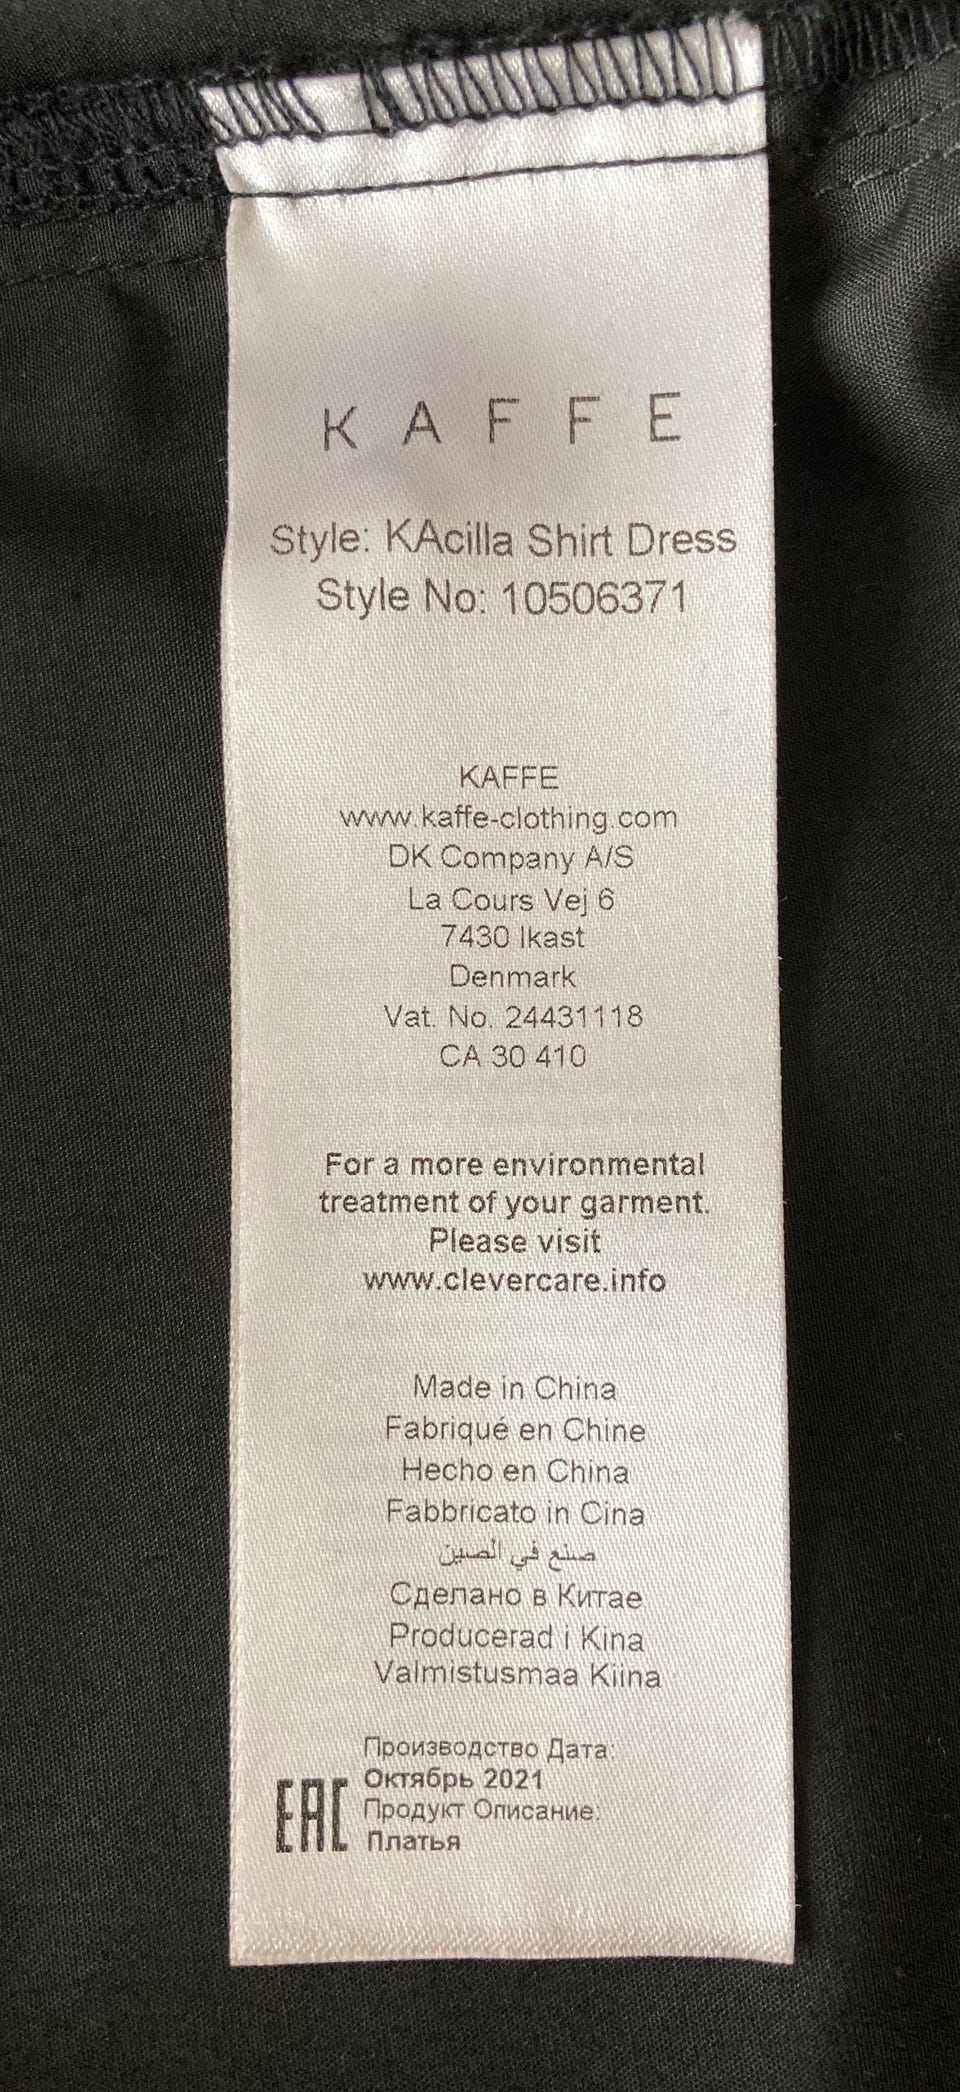 KAFFE
Style: KAcilla Shirt Dress
Style No: 10506371
KAFFE
www.kaffe-clothing.com
DK Company A/S
La Cours Vej 6
7430 Ikast
Denmark
Vat. No. 24431118
CA 30 410
For a more environmental
treatment of your garment.
Please visit
www.clevercare.info
Made in China
Fabriqué en Chine
Hecho en China
Fabbricato in Cina
صنع في الصين
Сделано в Китае
Producerad i Kina
Valmistusmaa Kiina
Производство Дата:
Октябрь 2021
EAC Продукт Описание:
Платья